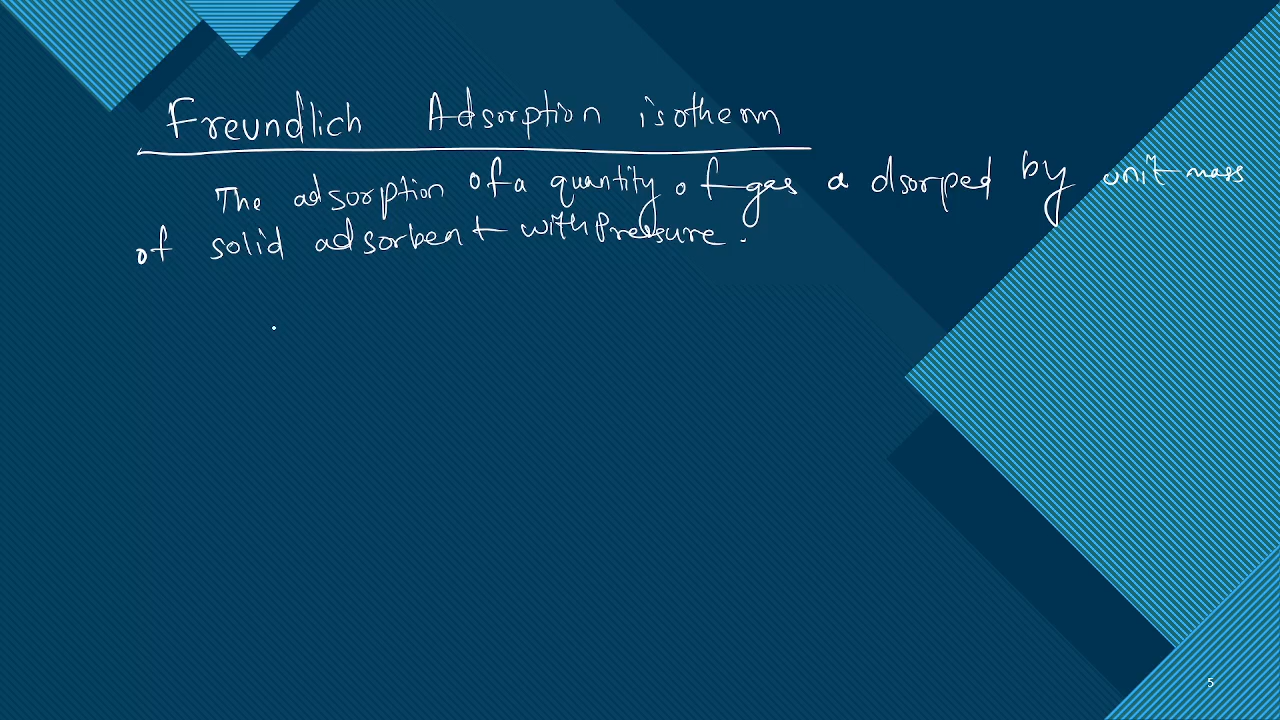 Freundlich Adsorption isotherm
The adsorption of a quantity of gas adsorped by unit mass
of solid adsorbent with Pressure.
5